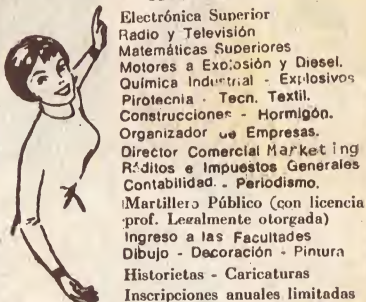 Electrónica Superior
Radio y Televisión
Matemáticas Superiores
Motores a Explosión y Diesel.
Química Industrial - Explosivos
Pirotecnia - Tecn. Textil.
Construcciones - Hormigón.
Organizador de Empresas.
Director Comercial Marketing
Réditos e Impuestos Generales
Contabilidad. - Periodismo.
Martillero Público (con licencia
prof. Legalmente otorgada)
Ingreso a las Facultades
Dibujo - Decoración - Pintura
Historietas - Caricaturas
Inscripciones anuales limitadas